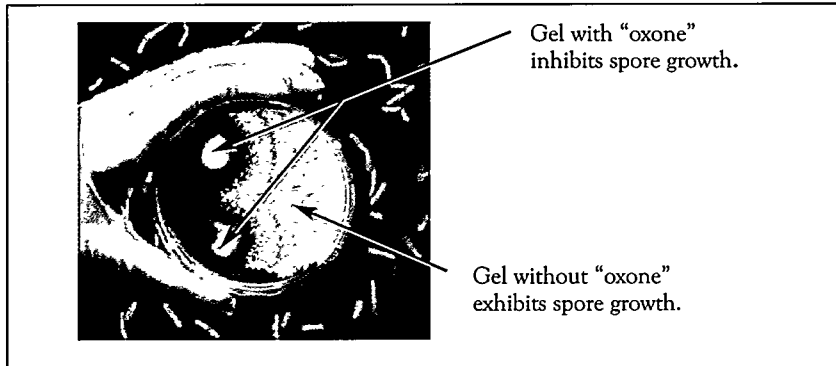 Gel with “oxone”
inhibits spore growth.
Gel without “oxone”
exhibits spore growth.